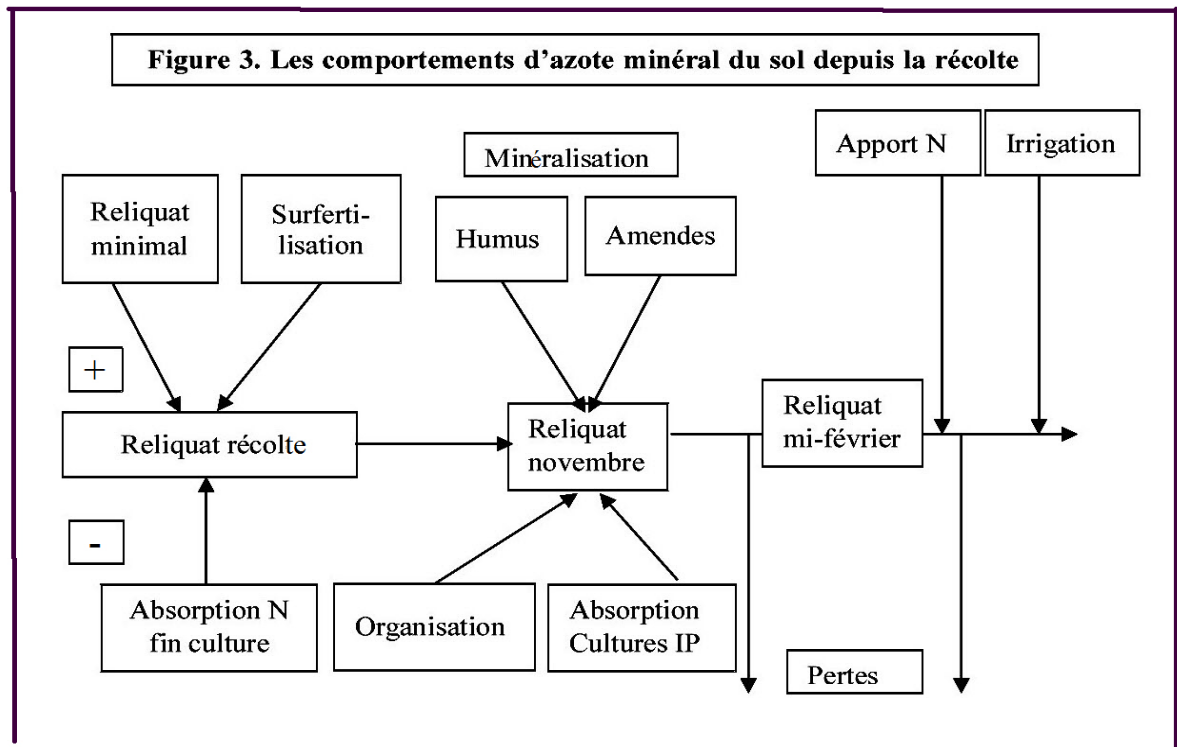 Figure 3. Les comportements d'azote minéral du sol depuis la récolte
Apport N
Irrigation
Minéralisation
Reliquat
minimal
Surferti-
lisation
Humus
Amendes
+
Reliquat récolte
Reliquat
novembre
Reliquat
mi-février
-
Absorption N
fin culture
Organisation
Absorption
Cultures IP
Pertes